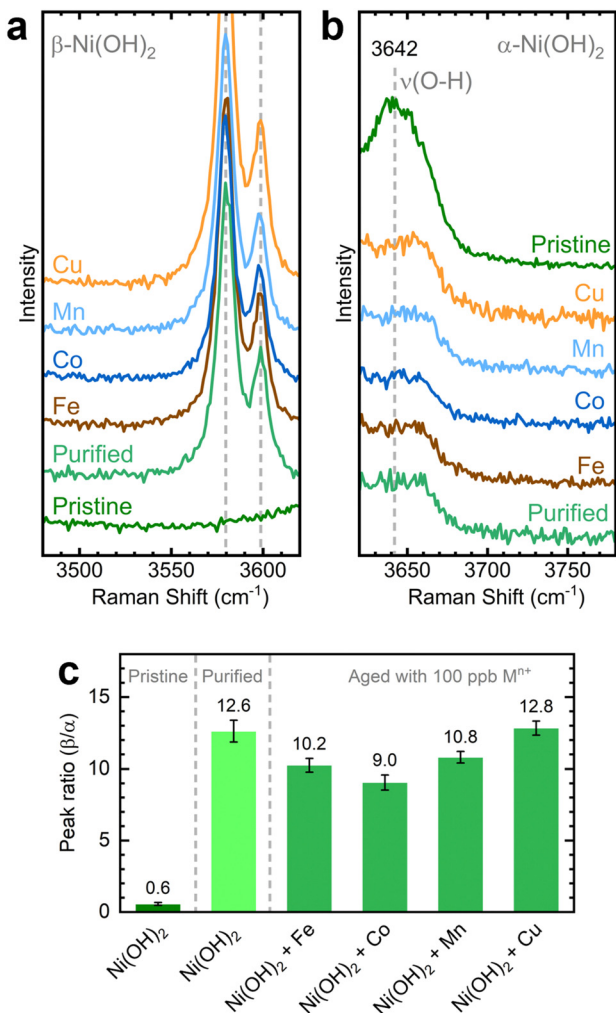 a
β-Ni(OH)₂
Cu
Mn
Co
Fe
Purified
Pristine
Intensity
3500
3550
3600
Raman Shift (cm⁻¹)
b
3642
α-Ni(OH)₂
ν(O-H)
Pristine
Cu
Mn
Co
Fe
Purified
Intensity
3650
3700
3750
Raman Shift (cm⁻¹)
c
Pristine
Purified
Aged with 100 ppb Mⁿ⁺
Peak ratio (β/α)
15
10
5
0
0.6
12.6
10.2
9.0
10.8
12.8
Ni(OH)₂
Ni(OH)₂
Ni(OH)₂ + Fe
Ni(OH)₂ + Co
Ni(OH)₂ + Mn
Ni(OH)₂ + Cu